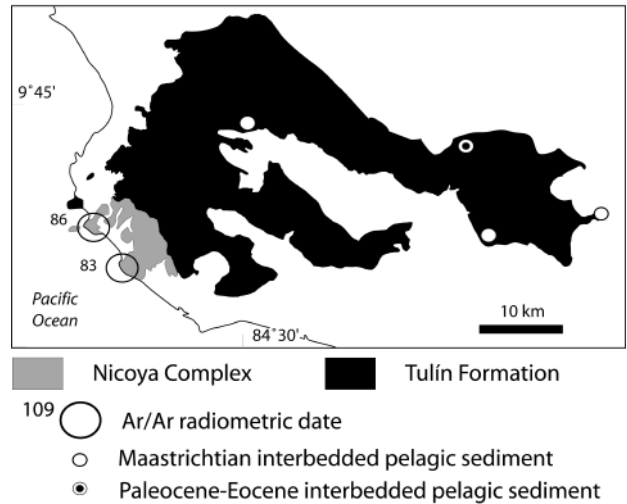 9˚45'
86
83
Pacific
Ocean
10 km
84˚30'
Nicoya Complex
Tulín Formation
109
Ar/Ar radiometric date
Maastrichtian interbedded pelagic sediment
Paleocene-Eocene interbedded pelagic sediment